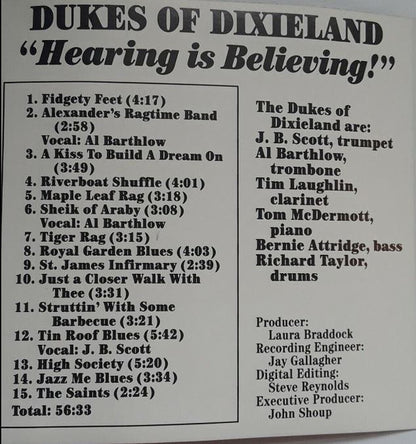 DUKES OF DIXIELAND
"Hearing is Believing!"
1. Fidgety Feet (4:17)
2. Alexander's Ragtime Band
(2:58)
Vocal: Al Barthlow
3. A Kiss To Build A Dream On
(3:49)
4. Riverboat Shuffle (4:01)
5. Maple Leaf Rag (3:18)
6. Sheik of Araby (3:08)
Vocal: Al Barthlow
7. Tiger Rag (3:15)
8. Royal Garden Blues (4:03)
9. St. James Infirmary (2:39)
10. Just a Closer Walk With
Thee (3:31)
11. Struttin' With Some
Barbecue (3:21)
12. Tin Roof Blues (5:42)
Vocal: J. B. Scott
13. High Society (5:20)
14. Jazz Me Blues (3:34)
15. The Saints (2:24)
Total: 56:33
The Dukes of
Dixieland are:
J. B. Scott, trumpet
Al Barthlow,
trombone
Tim Laughlin,
clarinet
Tom McDermott,
piano
Bernie Attridge, bass
Richard Taylor,
drums
Producer:
Laura Braddock
Recording Engineer:
Jay Gallagher
Digital Editing:
Steve Reynolds
Executive Producer:
John Shoup